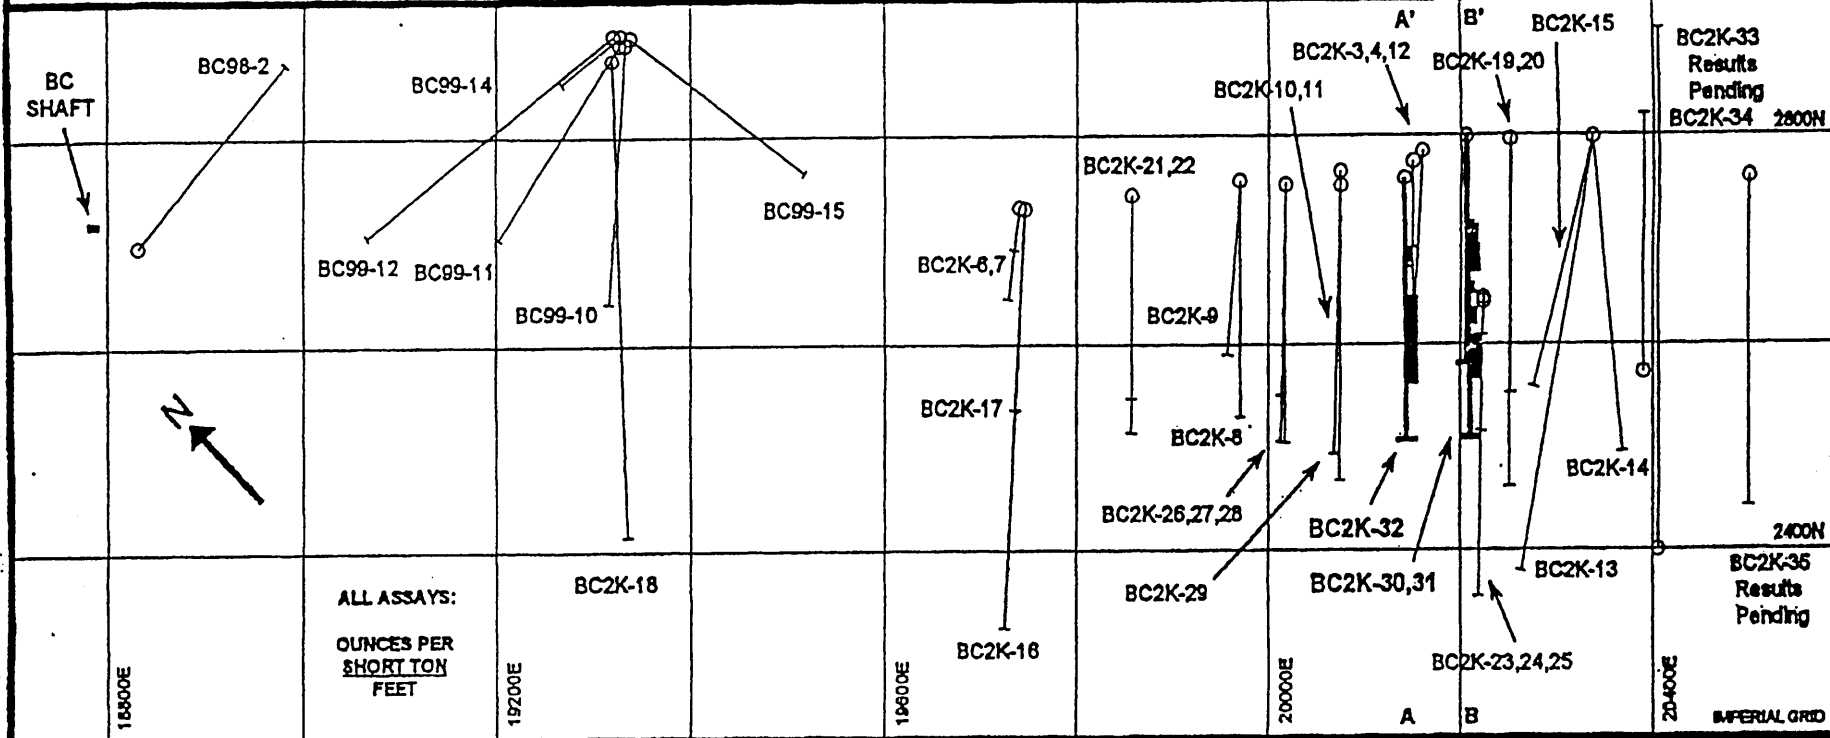 A'
B'
BC2K-15
BC2K-33
Results
Pending
BC2K-34
2800N
BC
SHAFT
BC98-2
BC99-14
BC2K-3,4,12
BC2K-19,20
BC2K-10,11
BC2K-21,22
BC99-15
BC99-12
BC99-11
BC2K-6,7
BC99-10
BC2K-9
N
BC2K-17
BC2K-8
BC2K-14
BC2K-26,27,28
BC2K-32
2400N
BC2K-18
BC2K-29
BC2K-30,31
BC2K-13
BC2K-35
Results
Pending
ALL ASSAYS:
OUNCES PER
SHORT TON
FEET
BC2K-16
BC2K-23,24,25
18800E
19200E
19600E
20000E
20400E
A
B
IMPERIAL GRID